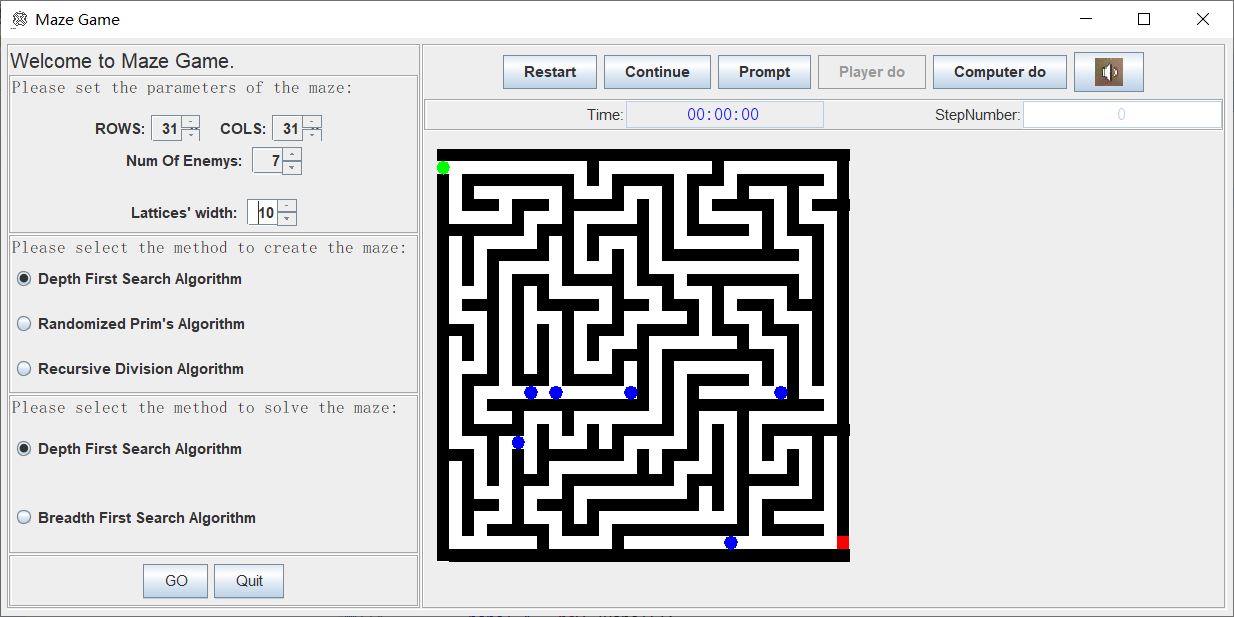 Maze Game
Welcome to Maze Game.
Please set the parameters of the maze:
ROWS: 31 COLS: 31
Num Of Enemys: 7
Lattices' width: 10
Please select the method to create the maze:
Depth First Search Algorithm
Randomized Prim's Algorithm
Recursive Division Algorithm
Please select the method to solve the maze:
Depth First Search Algorithm
Breadth First Search Algorithm
GO Quit
Restart Continue Prompt Player do Computer do
Time: 00:00:00 StepNumber: 0